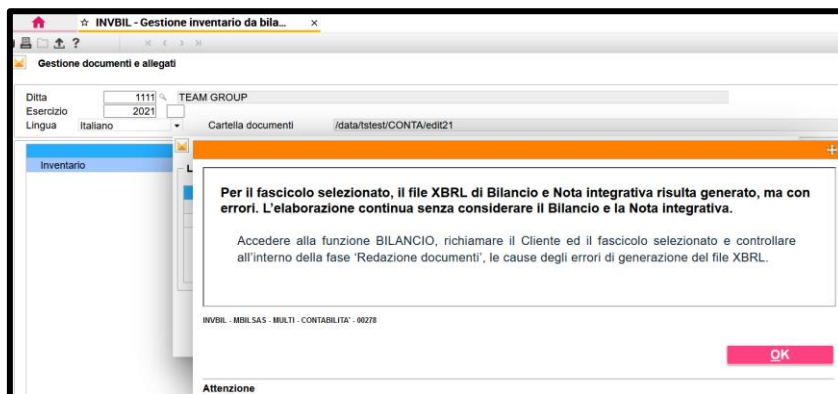 ☆ INVBIL - Gestione inventario da bila... ×
?
Gestione documenti e allegati
Ditta 1111 TEAM GROUP
Esercizio 2021
Lingua Italiano Cartella documenti /data/tstest/CONTA/edit21
Inventario
L
Per il fascicolo selezionato, il file XBRL di Bilancio e Nota integrativa risulta generato, ma con
errori. L'elaborazione continua senza considerare il Bilancio e la Nota integrativa.
Accedere alla funzione BILANCIO, richiamare il Cliente ed il fascicolo selezionato e controllare
all'interno della fase 'Redazione documenti', le cause degli errori di generazione del file XBRL.
INVBIL - MBILSAS - MULTI - CONTABILITA' - 00278
OK
Attenzione